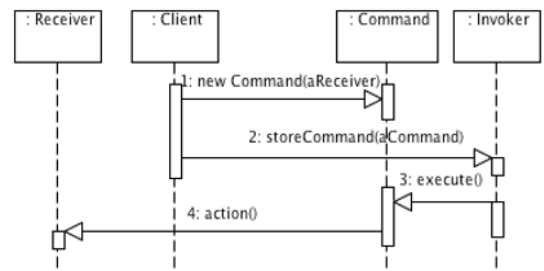 : Receiver
: Client
: Command
: Invoker
1: new Command(aReceiver)
2: storeCommand(aCommand)
3: execute()
4: action()